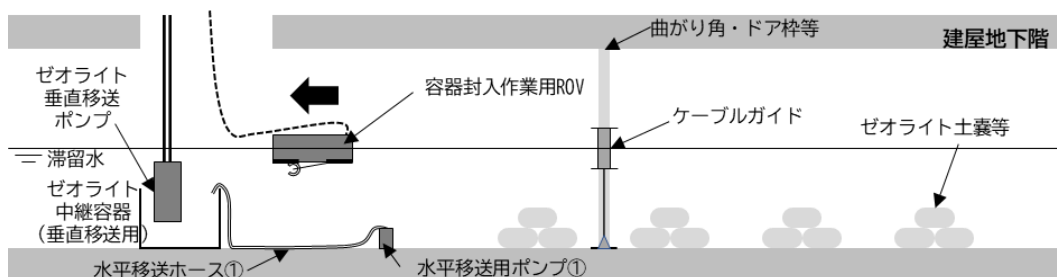 曲がり角・ドア枠等
建屋地下階
ゼオライト
垂直移送
ポンプ
容器封入作業用ROV
ケーブルガイド
ゼオライト土嚢等
滞留水
ゼオライト
中継容器
(垂直移送用)
水平移送ホース①
水平移送用ポンプ①